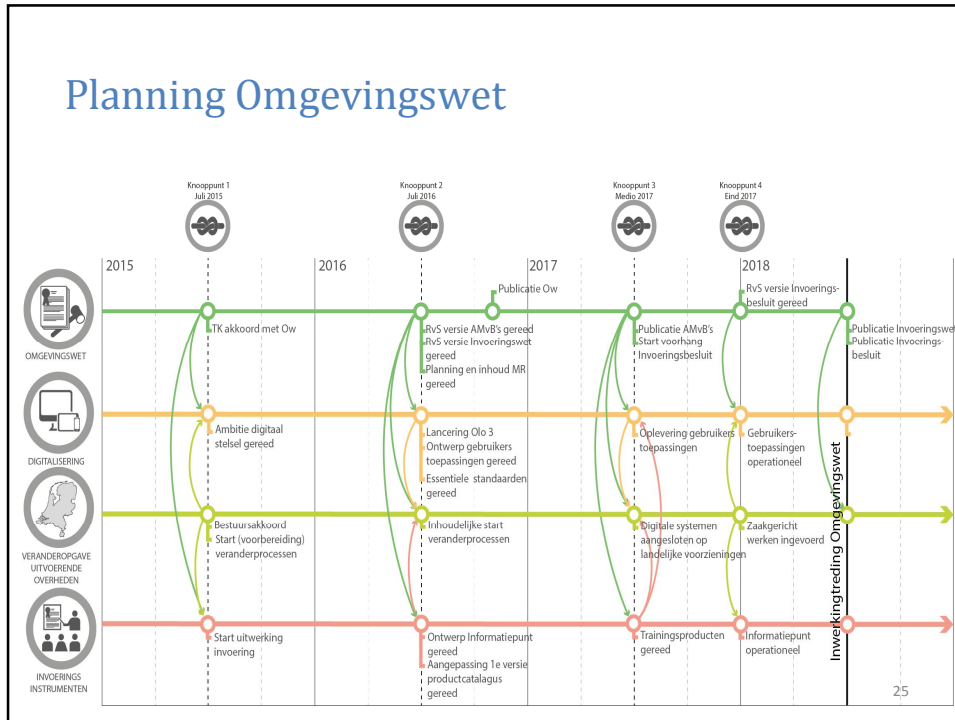 Planning Omgevingswet
Knooppunt 1
Juli 2015
Knooppunt 2
Juli 2016
Knooppunt 3
Medio 2017
Knooppunt 4
Eind 2017
2015
2016
2017
2018
OMGEVINGSWET
TK akkoord met Ow
RvS versie AMvB's gereed
RvS versie Invoeringswet
gereed
Planning en inhoud MR
gereed
Publicatie Ow
Publicatie AMvB's
Start voorhang
Invoeringsbesluit
RvS versie Invoerings-
besluit gereed
Publicatie Invoeringswet
Publicatie Invoerings-
besluit
DIGITALISERING
Ambitie digitaal
stelsel gereed
Lancering Olo 3
Ontwerp gebruikers
toepassingen gereed
Essentiele standaarden
gereed
Oplevering gebruikers
toepassingen
Gebruikers-
toepassingen
operationeel
VERANDEROPGAVE
UITVOERENDE
OVERHEDEN
Bestuursakkoord
Start (voorbereiding)
veranderprocessen
Inhoudelijke start
veranderprocessen
Digitale systemen
aangesloten op
landelijke voorzieningen
Zaakgericht
werken ingevoerd
INVOERINGS
INSTRUMENTEN
Start uitwerking
invoering
Ontwerp Informatiepunt
gereed
Aangepassing 1e versie
productcatalagus
gereed
Trainingsproducten
gereed
Informatiepunt
operationeel
Inwerkingtreding Omgevingswet
25